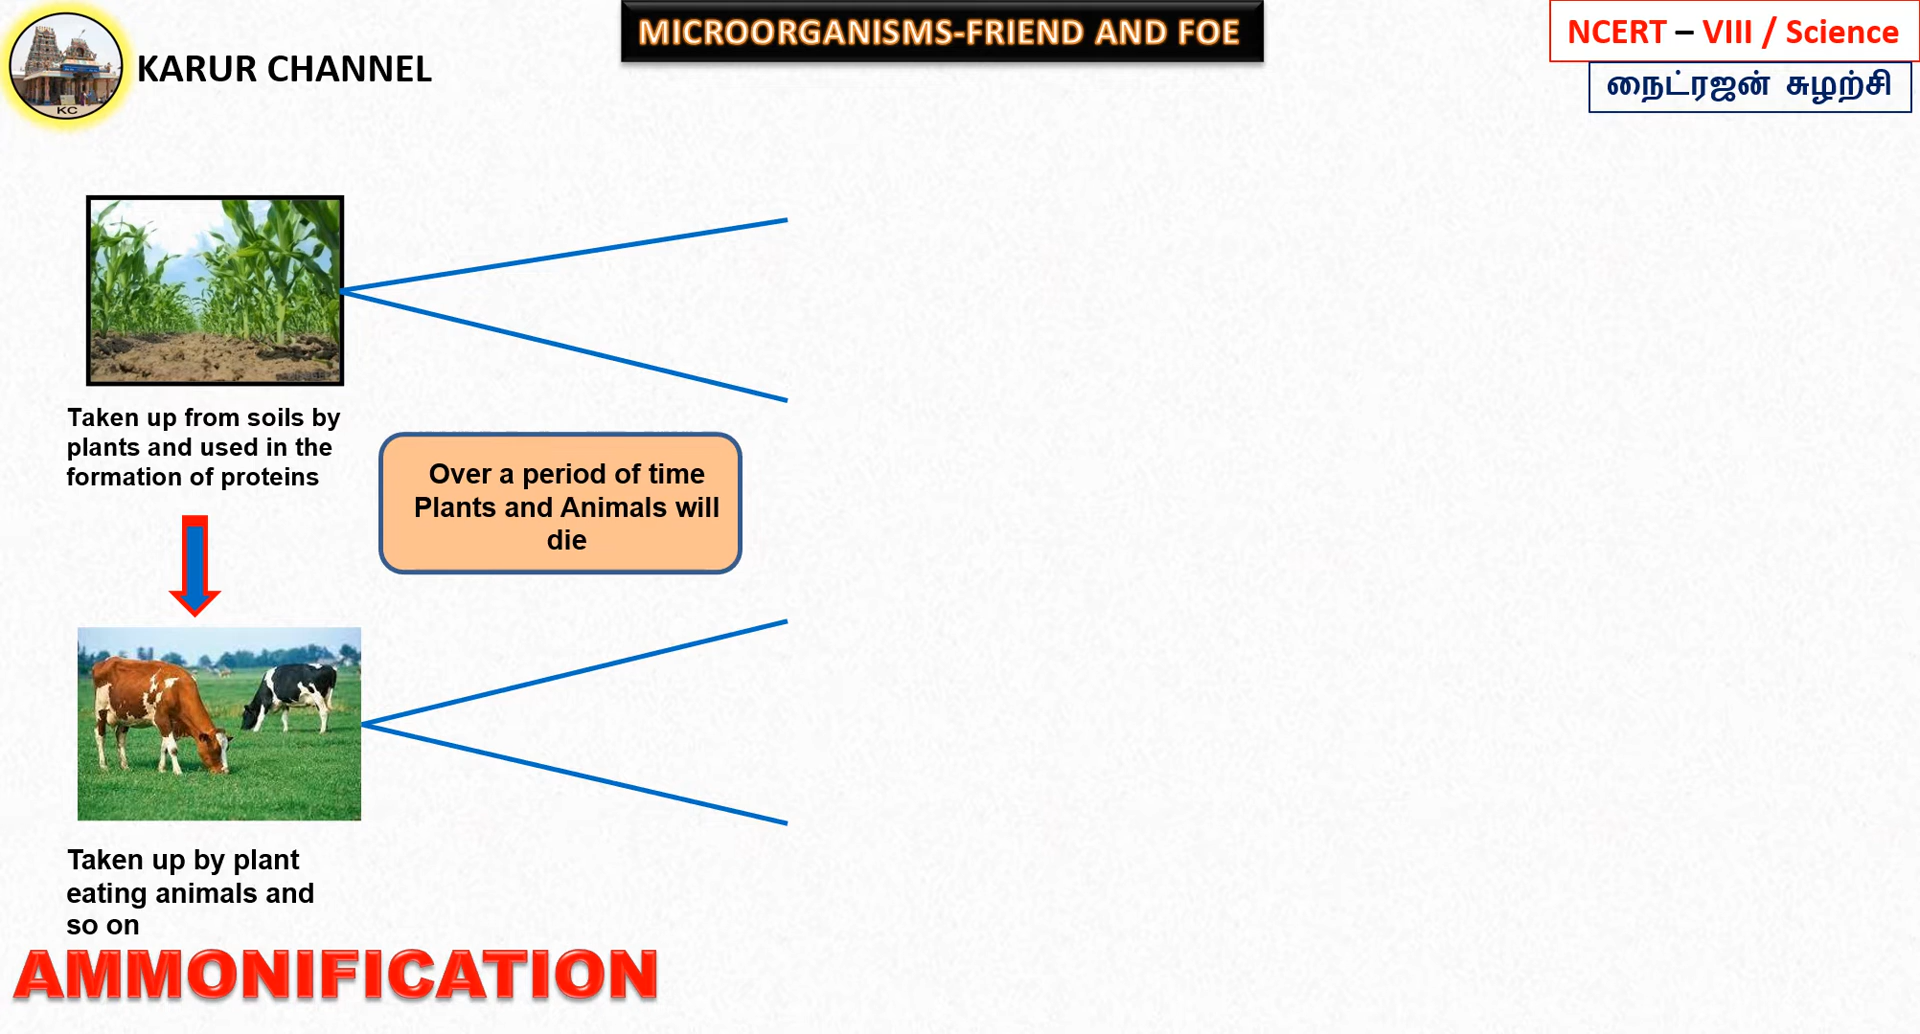 MICROORGANISMS-FRIEND AND FOE
NCERT – VIII / Science
KARUR CHANNEL
KC
நைட்ரஜன் சுழற்சி
Taken up from soils by
plants and used in the
formation of proteins
Over a period of time
Plants and Animals will
die
Taken up by plant
eating animals and
so on
AMMONIFICATION